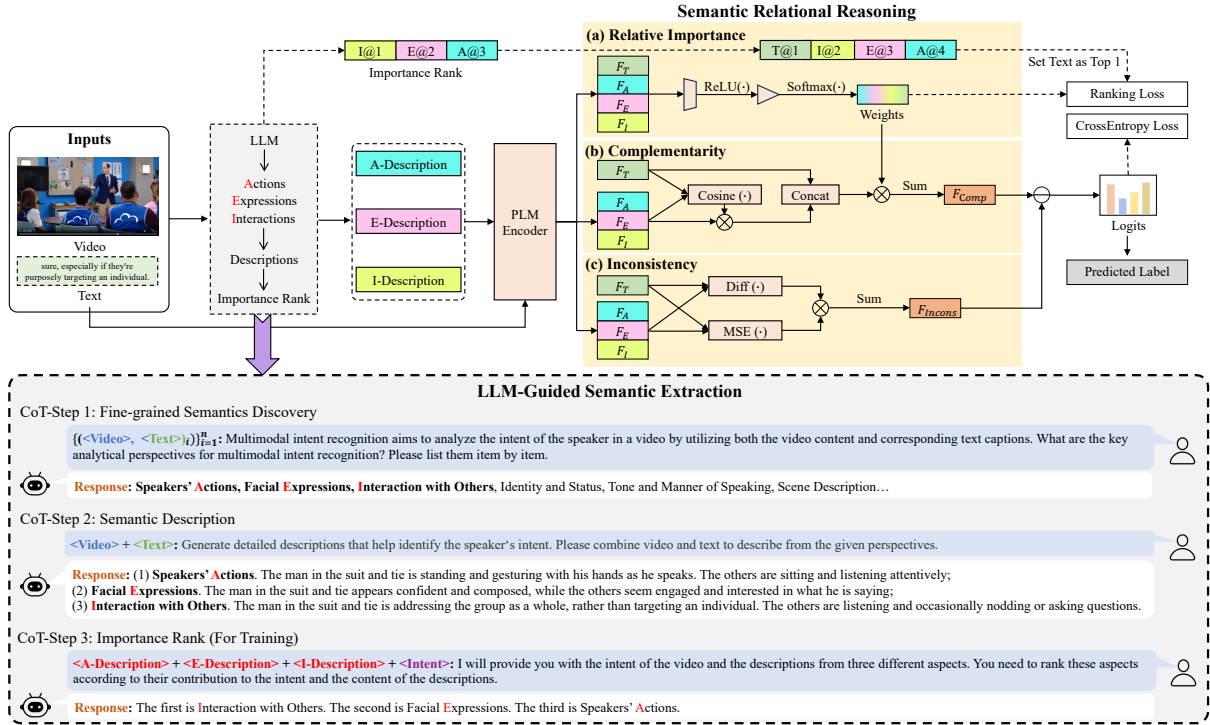 Semantic Relational Reasoning
I@1 E@2 A@3
Importance Rank
(a) Relative Importance
T@1 I@2 E@3 A@4
Set Text as Top 1
F_T
F_A
F_E
F_I
ReLU(·)
Softmax(·)
Weights
Ranking Loss
CrossEntropy Loss
Inputs
Video
sure, especially if they're
purposely targeting an individual.
Text
LLM
Actions
Expressions
Interactions
Descriptions
Importance Rank
A-Description
E-Description
I-Description
PLM
Encoder
(b) Complementarity
F_T
F_A
F_E
F_I
Cosine (·)
Concat
Sum
F_Comp
Logits
Predicted Label
(c) Inconsistency
F_T
F_A
F_E
F_I
Diff (·)
MSE (·)
Sum
F_Incons
LLM-Guided Semantic Extraction
CoT-Step 1: Fine-grained Semantics Discovery
{(<Video>, <Text>)_i)}_{i=1}^n: Multimodal intent recognition aims to analyze the intent of the speaker in a video by utilizing both the video content and corresponding text captions. What are the key
analytical perspectives for multimodal intent recognition? Please list them item by item.
Response: Speakers' Actions, Facial Expressions, Interaction with Others, Identity and Status, Tone and Manner of Speaking, Scene Description…
CoT-Step 2: Semantic Description
<Video> + <Text>: Generate detailed descriptions that help identify the speaker's intent. Please combine video and text to describe from the given perspectives.
Response: (1) Speakers' Actions. The man in the suit and tie is standing and gesturing with his hands as he speaks. The others are sitting and listening attentively;
(2) Facial Expressions. The man in the suit and tie appears confident and composed, while the others seem engaged and interested in what he is saying;
(3) Interaction with Others. The man in the suit and tie is addressing the group as a whole, rather than targeting an individual. The others are listening and occasionally nodding or asking questions.
CoT-Step 3: Importance Rank (For Training)
<A-Description> + <E-Description> + <I-Description> + <Intent>: I will provide you with the intent of the video and the descriptions from three different aspects. You need to rank these aspects
according to their contribution to the intent and the content of the descriptions.
Response: The first is Interaction with Others. The second is Facial Expressions. The third is Speakers' Actions.